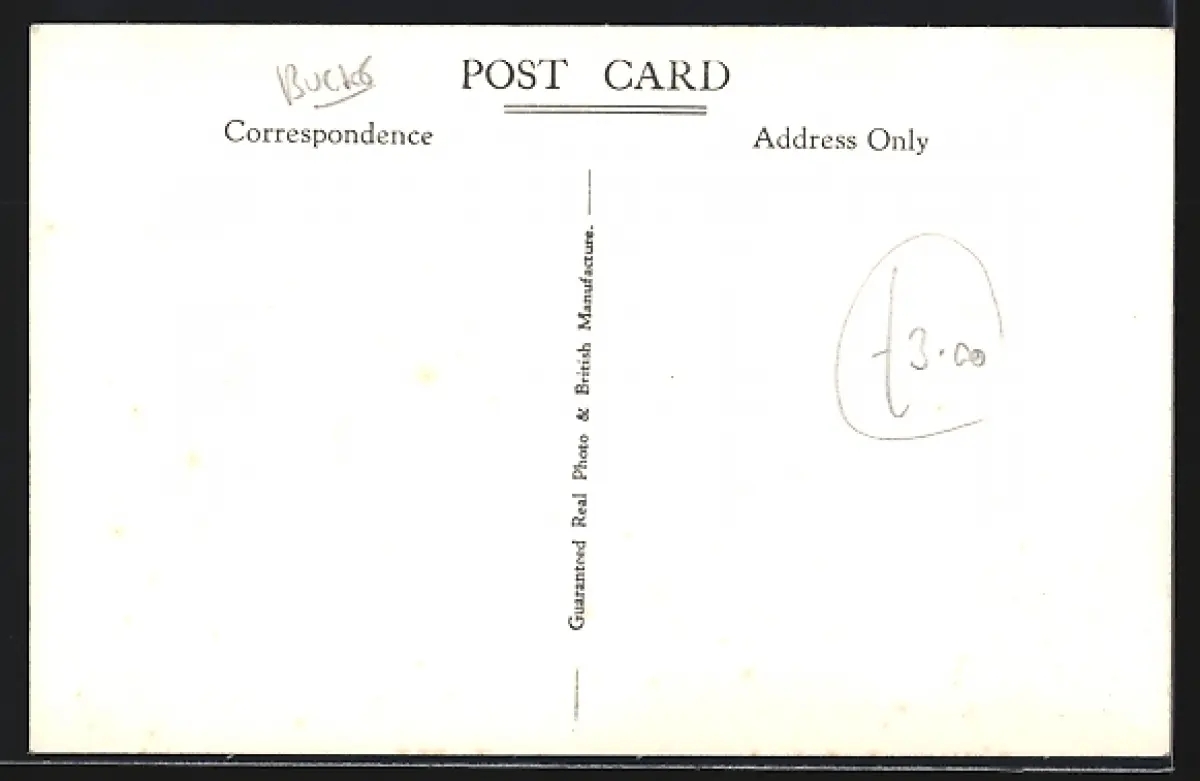 BUCKS
POST CARD
Correspondence
Address Only
Guaranteed Real Photo & British Manufacture.
£3.00